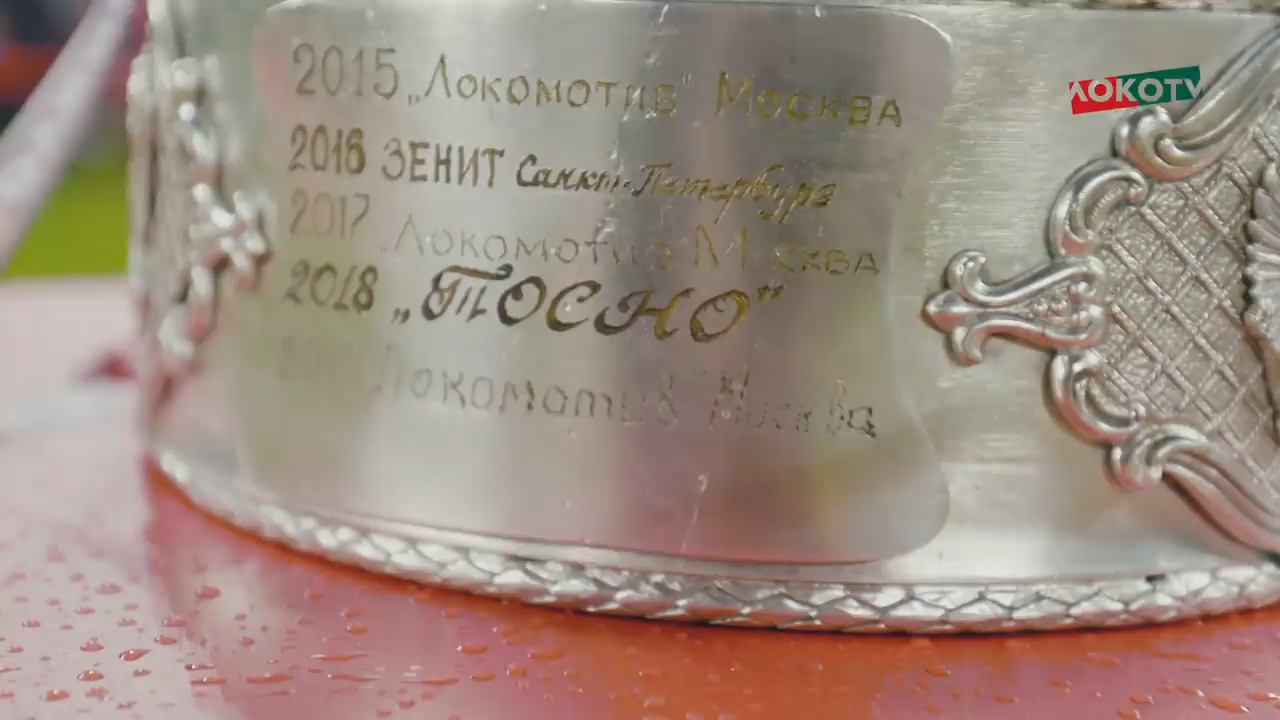 2015 „Локомотив" Москва
ЛОКОTV
2016 ЗЕНИТ Санкт-Петербург
2017 „Локомотив Москва
2018 „ТОСНО"
Локомотив" Москва